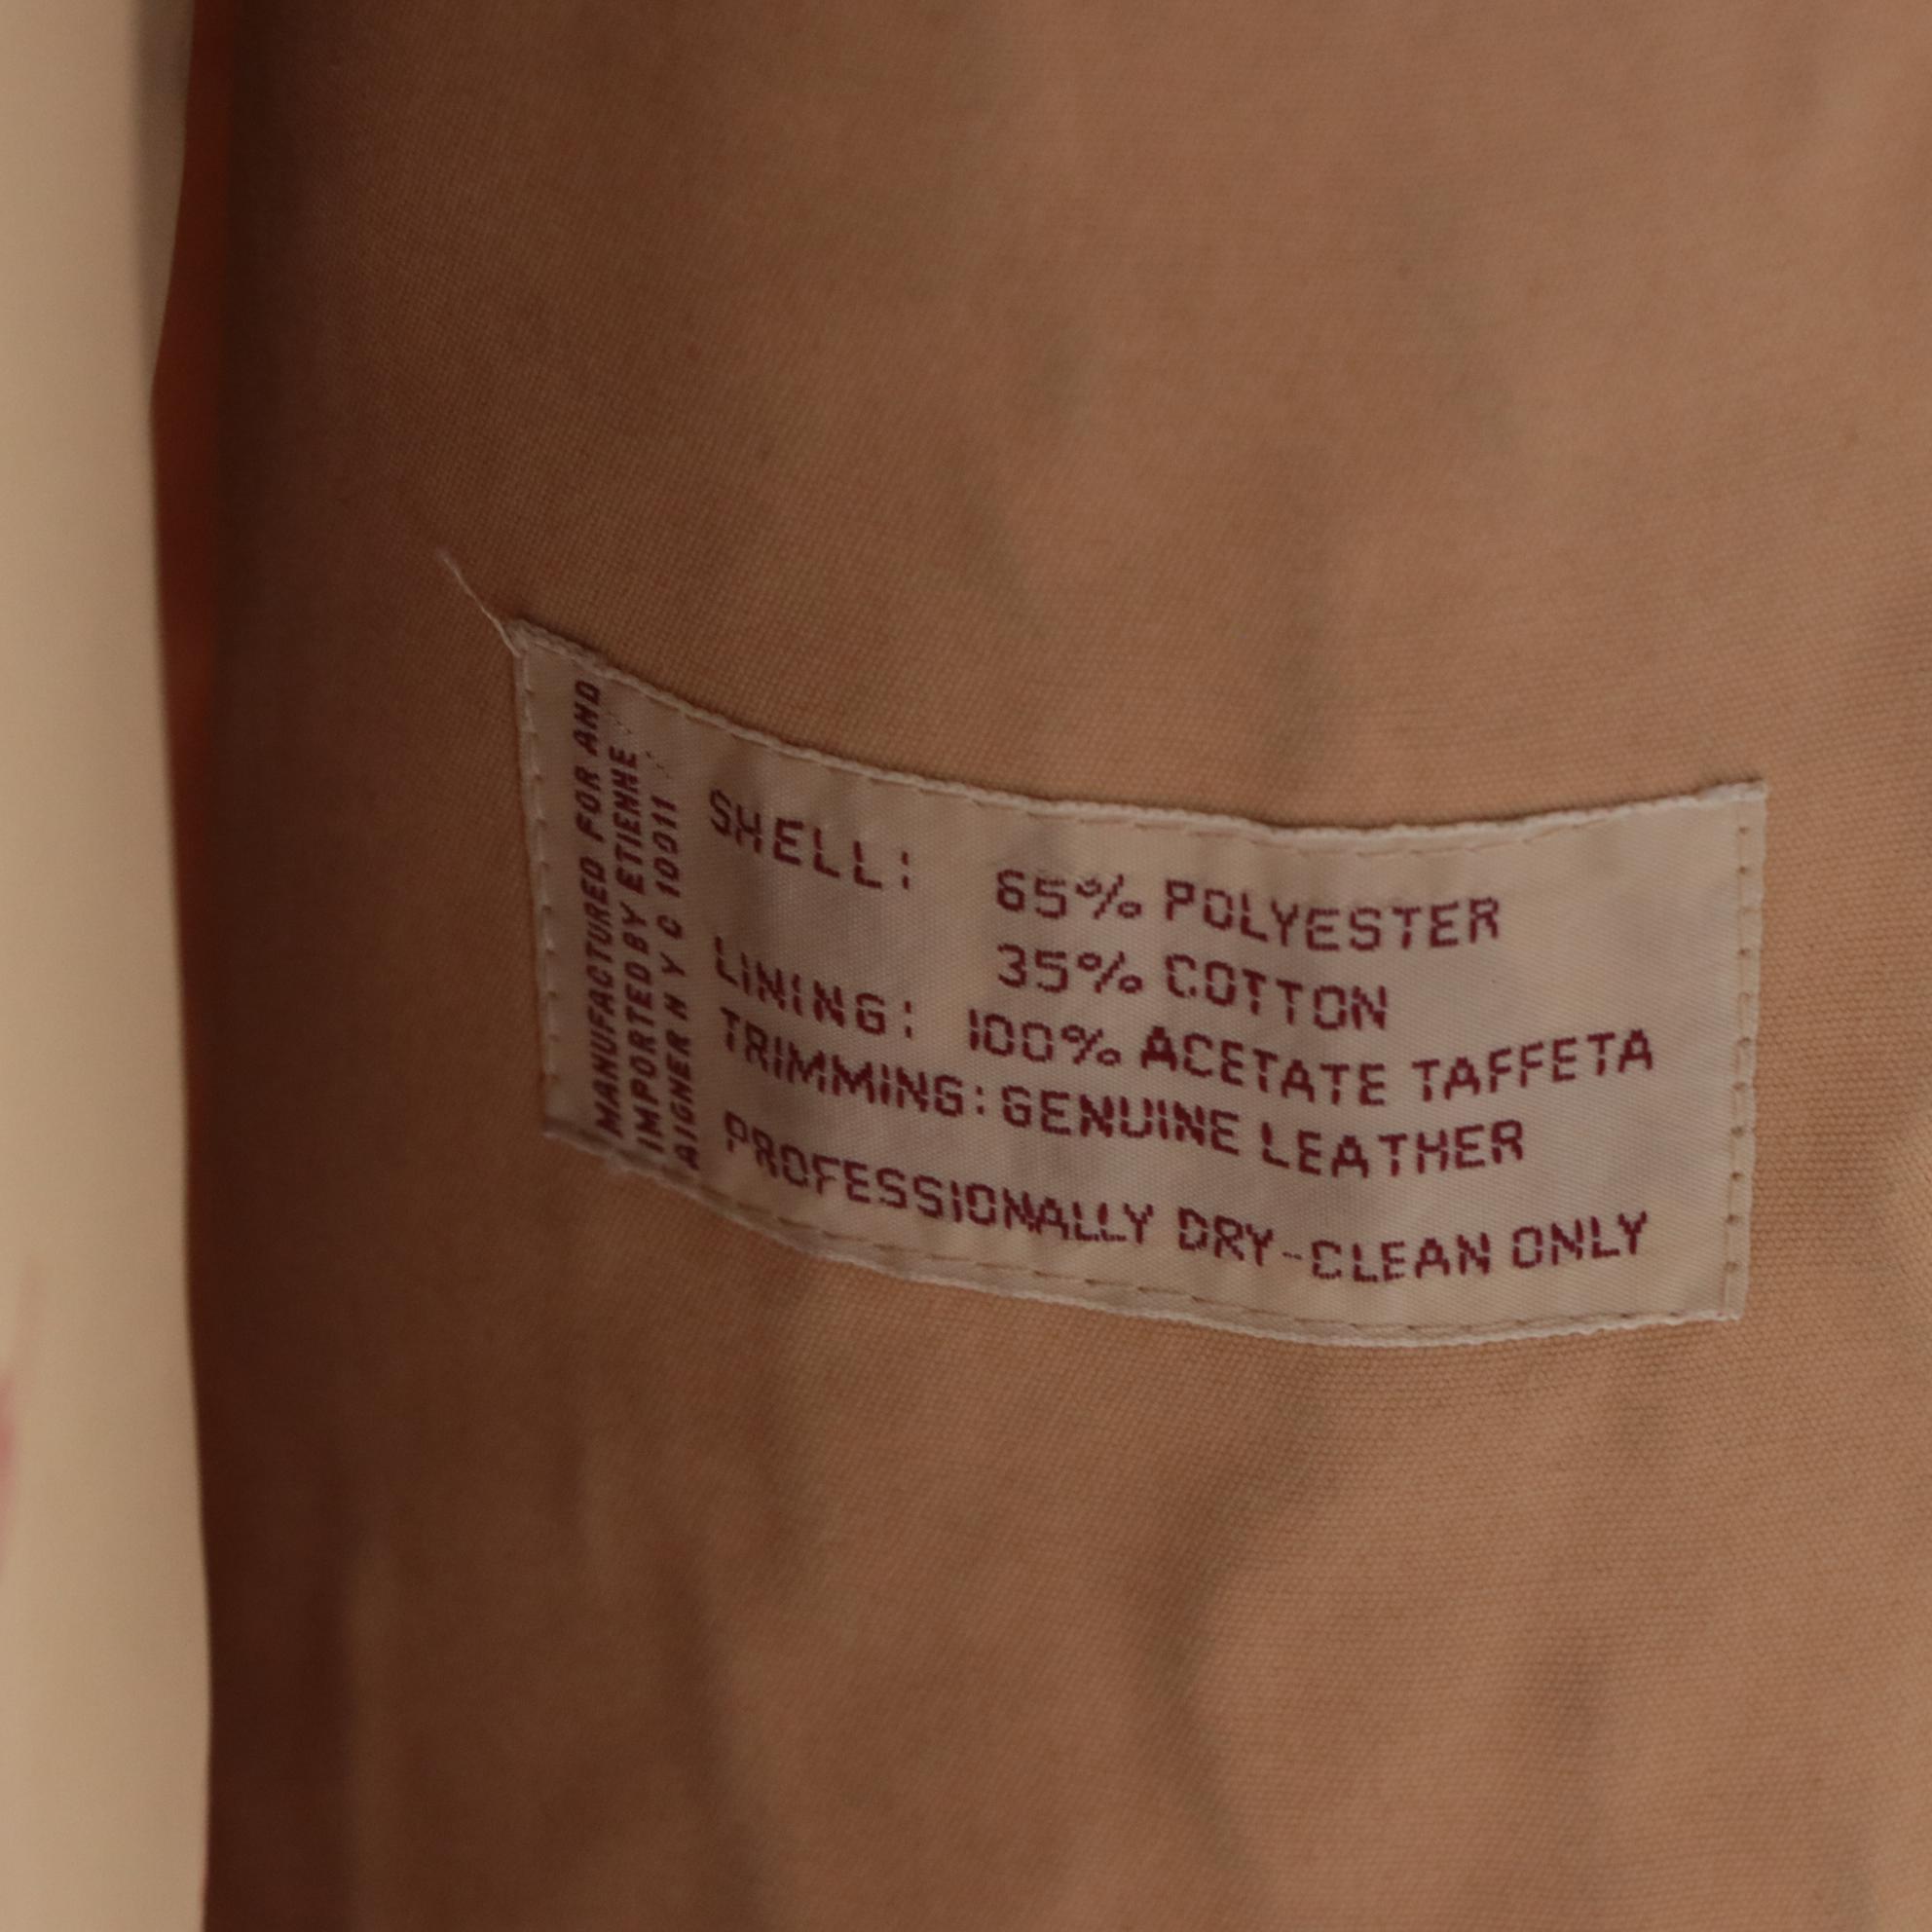 MANUFACTURED FOR AND
IMPORTED BY ETIENNE
AIGNER N Y C 10011
SHELL: 65% POLYESTER
35% COTTON
LINING: 100% ACETATE TAFFETA
TRIMMING: GENUINE LEATHER
PROFESSIONALLY DRY-CLEAN ONLY